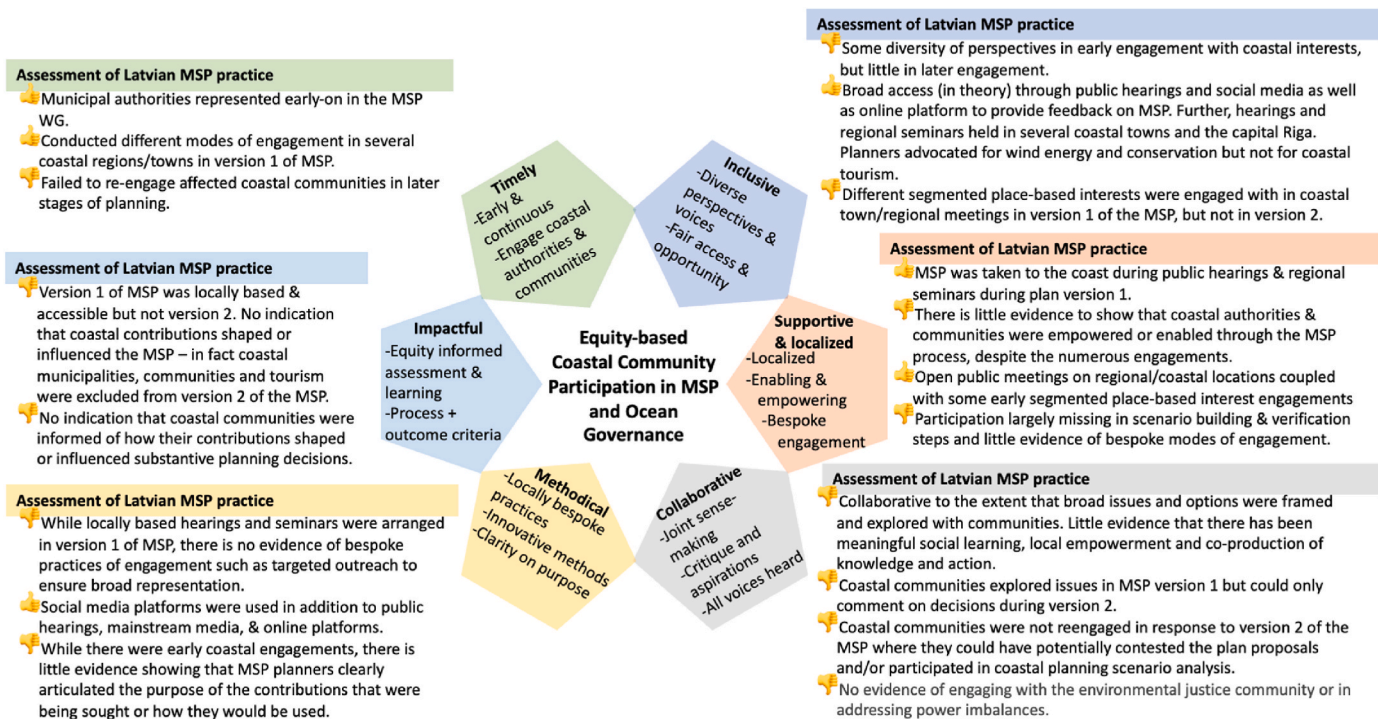 Assessment of Latvian MSP practice
👍Municipal authorities represented early-on in the MSP
WG.
👍Conducted different modes of engagement in several
coastal regions/towns in version 1 of MSP.
👎Failed to re-engage affected coastal communities in later
stages of planning.
Assessment of Latvian MSP practice
👎Version 1 of MSP was locally based &
accessible but not version 2. No indication
that coastal contributions shaped or
influenced the MSP – in fact coastal
municipalities, communities and tourism
were excluded from version 2 of the MSP.
👎No indication that coastal communities were
informed of how their contributions shaped
or influenced substantive planning decisions.
Assessment of Latvian MSP practice
👎While locally based hearings and seminars were arranged
in version 1 of MSP, there is no evidence of bespoke
practices of engagement such as targeted outreach to
ensure broad representation.
👍Social media platforms were used in addition to public
hearings, mainstream media, & online platforms.
👎While there were early coastal engagements, there is
little evidence showing that MSP planners clearly
articulated the purpose of the contributions that were
being sought or how they would be used.
Timely
-Early &
continuous
-Engage coastal
authorities &
communities
Inclusive
-Diverse
perspectives &
voices
-Fair access &
opportunity
Impactful
-Equity informed
assessment &
learning
-Process +
outcome criteria
Equity-based
Coastal Community
Participation in MSP
and Ocean
Governance
Supportive
& localized
-Localized
-Enabling &
empowering
-Bespoke
engagement
Methodical
-Locally bespoke
practices
-Innovative methods
-Clarity on purpose
Collaborative
-Joint sense-
making
-Critique and
aspirations
-All voices heard
Assessment of Latvian MSP practice
👎Some diversity of perspectives in early engagement with coastal interests,
but little in later engagement.
👍Broad access (in theory) through public hearings and social media as well
as online platform to provide feedback on MSP. Further, hearings and
regional seminars held in several coastal towns and the capital Riga.
Planners advocated for wind energy and conservation but not for coastal
tourism.
👎Different segmented place-based interests were engaged with in coastal
town/regional meetings in version 1 of the MSP, but not in version 2.
Assessment of Latvian MSP practice
👍MSP was taken to the coast during public hearings & regional
seminars during plan version 1.
👎There is little evidence to show that coastal authorities &
communities were empowered or enabled through the MSP
process, despite the numerous engagements.
👍Open public meetings on regional/coastal locations coupled
with some early segmented place-based interest engagements
👎Participation largely missing in scenario building & verification
steps and little evidence of bespoke modes of engagement.
Assessment of Latvian MSP practice
👎Collaborative to the extent that broad issues and options were framed
and explored with communities. Little evidence that there has been
meaningful social learning, local empowerment and co-production of
knowledge and action.
👎Coastal communities explored issues in MSP version 1 but could only
comment on decisions during version 2.
👎Coastal communities were not reengaged in response to version 2 of the
MSP where they could have potentially contested the plan proposals
and/or participated in coastal planning scenario analysis.
👎No evidence of engaging with the environmental justice community or in
addressing power imbalances.